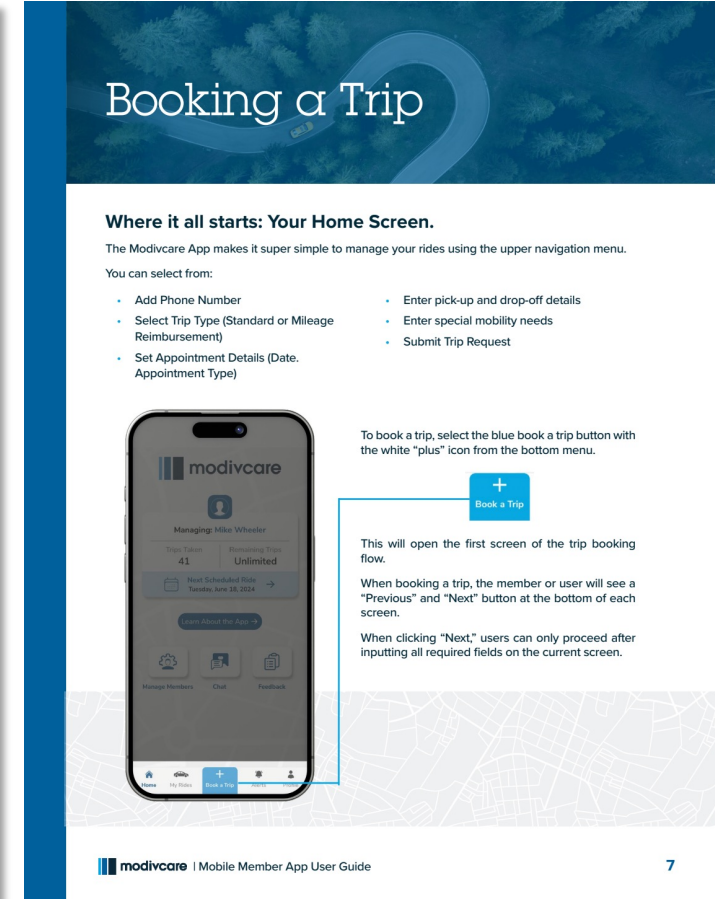 Booking a Trip
Where it all starts: Your Home Screen.
The Modivcare App makes it super simple to manage your rides using the upper navigation menu.
You can select from:
• Add Phone Number
• Select Trip Type (Standard or Mileage
Reimbursement)
• Set Appointment Details (Date.
Appointment Type)
• Enter pick-up and drop-off details
• Enter special mobility needs
• Submit Trip Request
modivcare
Managing: Mike Wheeler
Trips Taken
41
Remaining Trips
Unlimited
Next Scheduled Ride
Tuesday, June 18, 2024 →
Learn About the App →
Manage Members
Chat
Feedback
Home
My Rides
Book a Trip
Alerts
To book a trip, select the blue book a trip button with
the white “plus” icon from the bottom menu.
+
Book a Trip
This will open the first screen of the trip booking
flow.
When booking a trip, the member or user will see a
“Previous” and “Next” button at the bottom of each
screen.
When clicking “Next,” users can only proceed after
inputting all required fields on the current screen.
modivcare | Mobile Member App User Guide
7